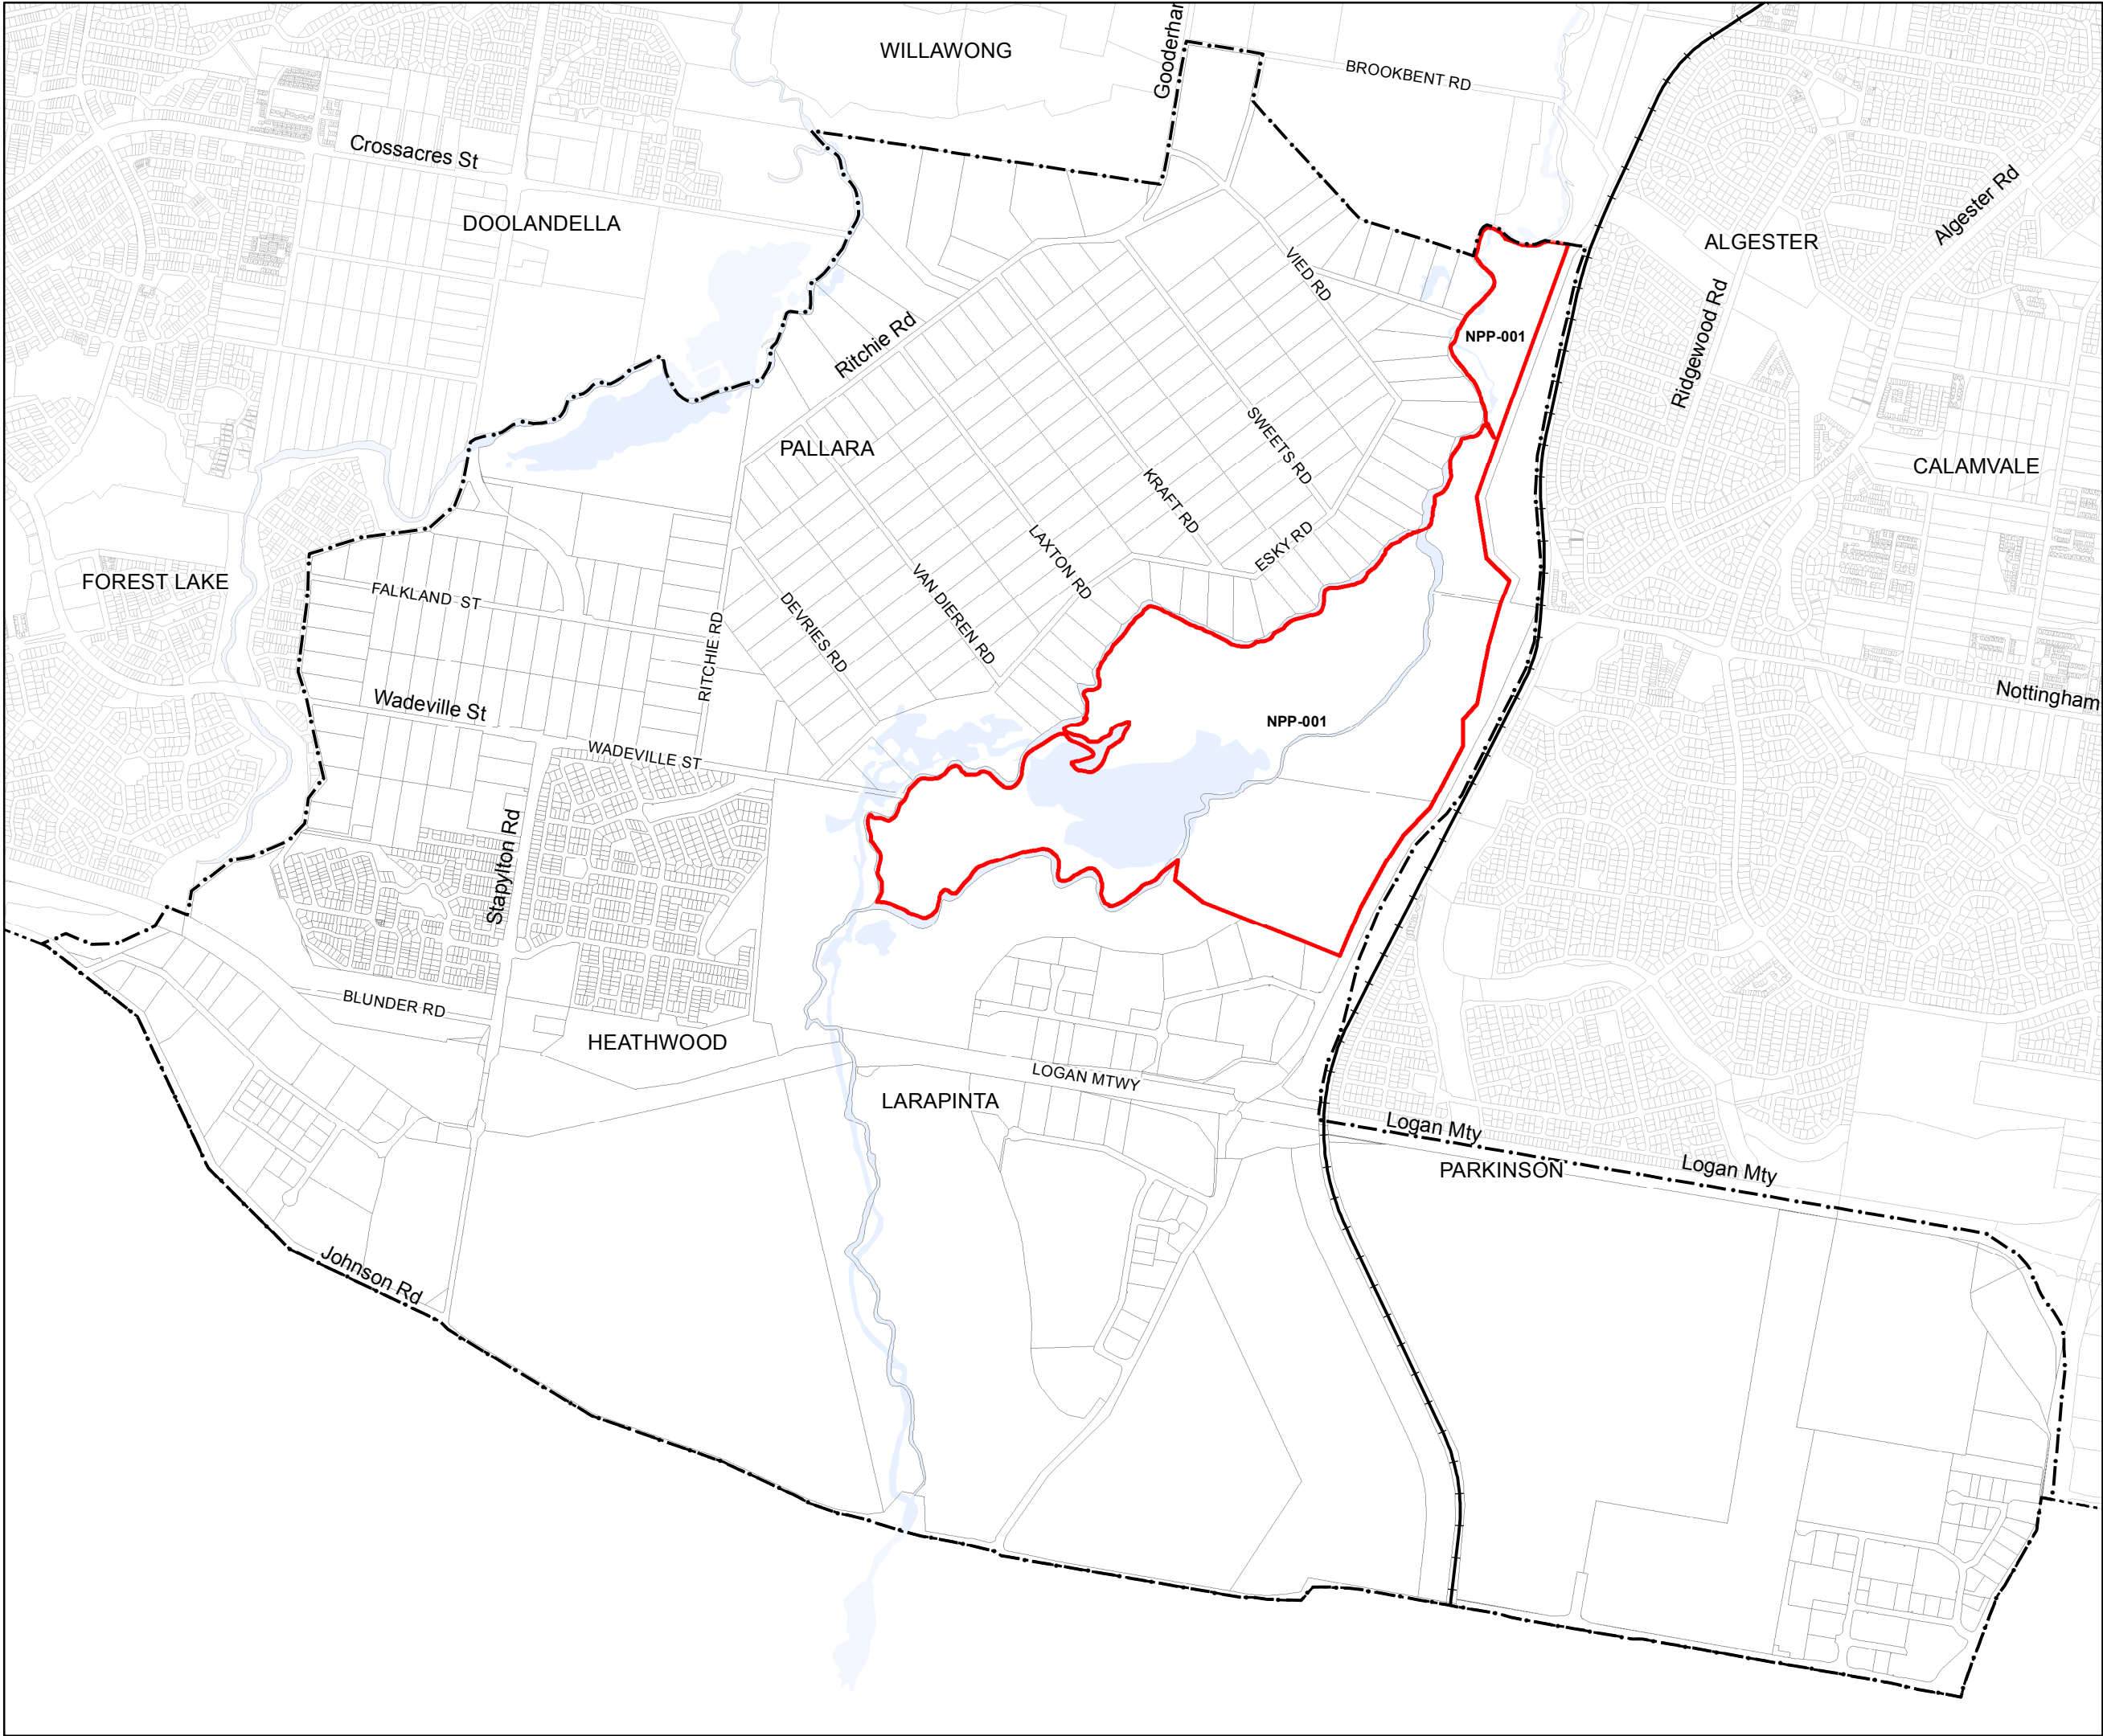 WILLAWONG
Gooderhar
BROOKBENT RD
Crossacres St
DOOLANDELLA
Algester Rd
ALGESTER
VIED RD
Ridgewood Rd
NPP-001
Ritchie Rd
PALLARA
SWEETS RD
CALAMVALE
KRAFT RD
LAXTON RD
ESKY RD
FOREST LAKE
FALKLAND ST
VAN DIEREN RD
DEVRIES RD
RITCHIE RD
Wadeville St
Nottingham
NPP-001
WADEVILLE ST
Stapylton Rd
BLUNDER RD
HEATHWOOD
LOGAN MTWY
LARAPINTA
Logan Mty
PARKINSON
Logan Mty
Johnson Rd